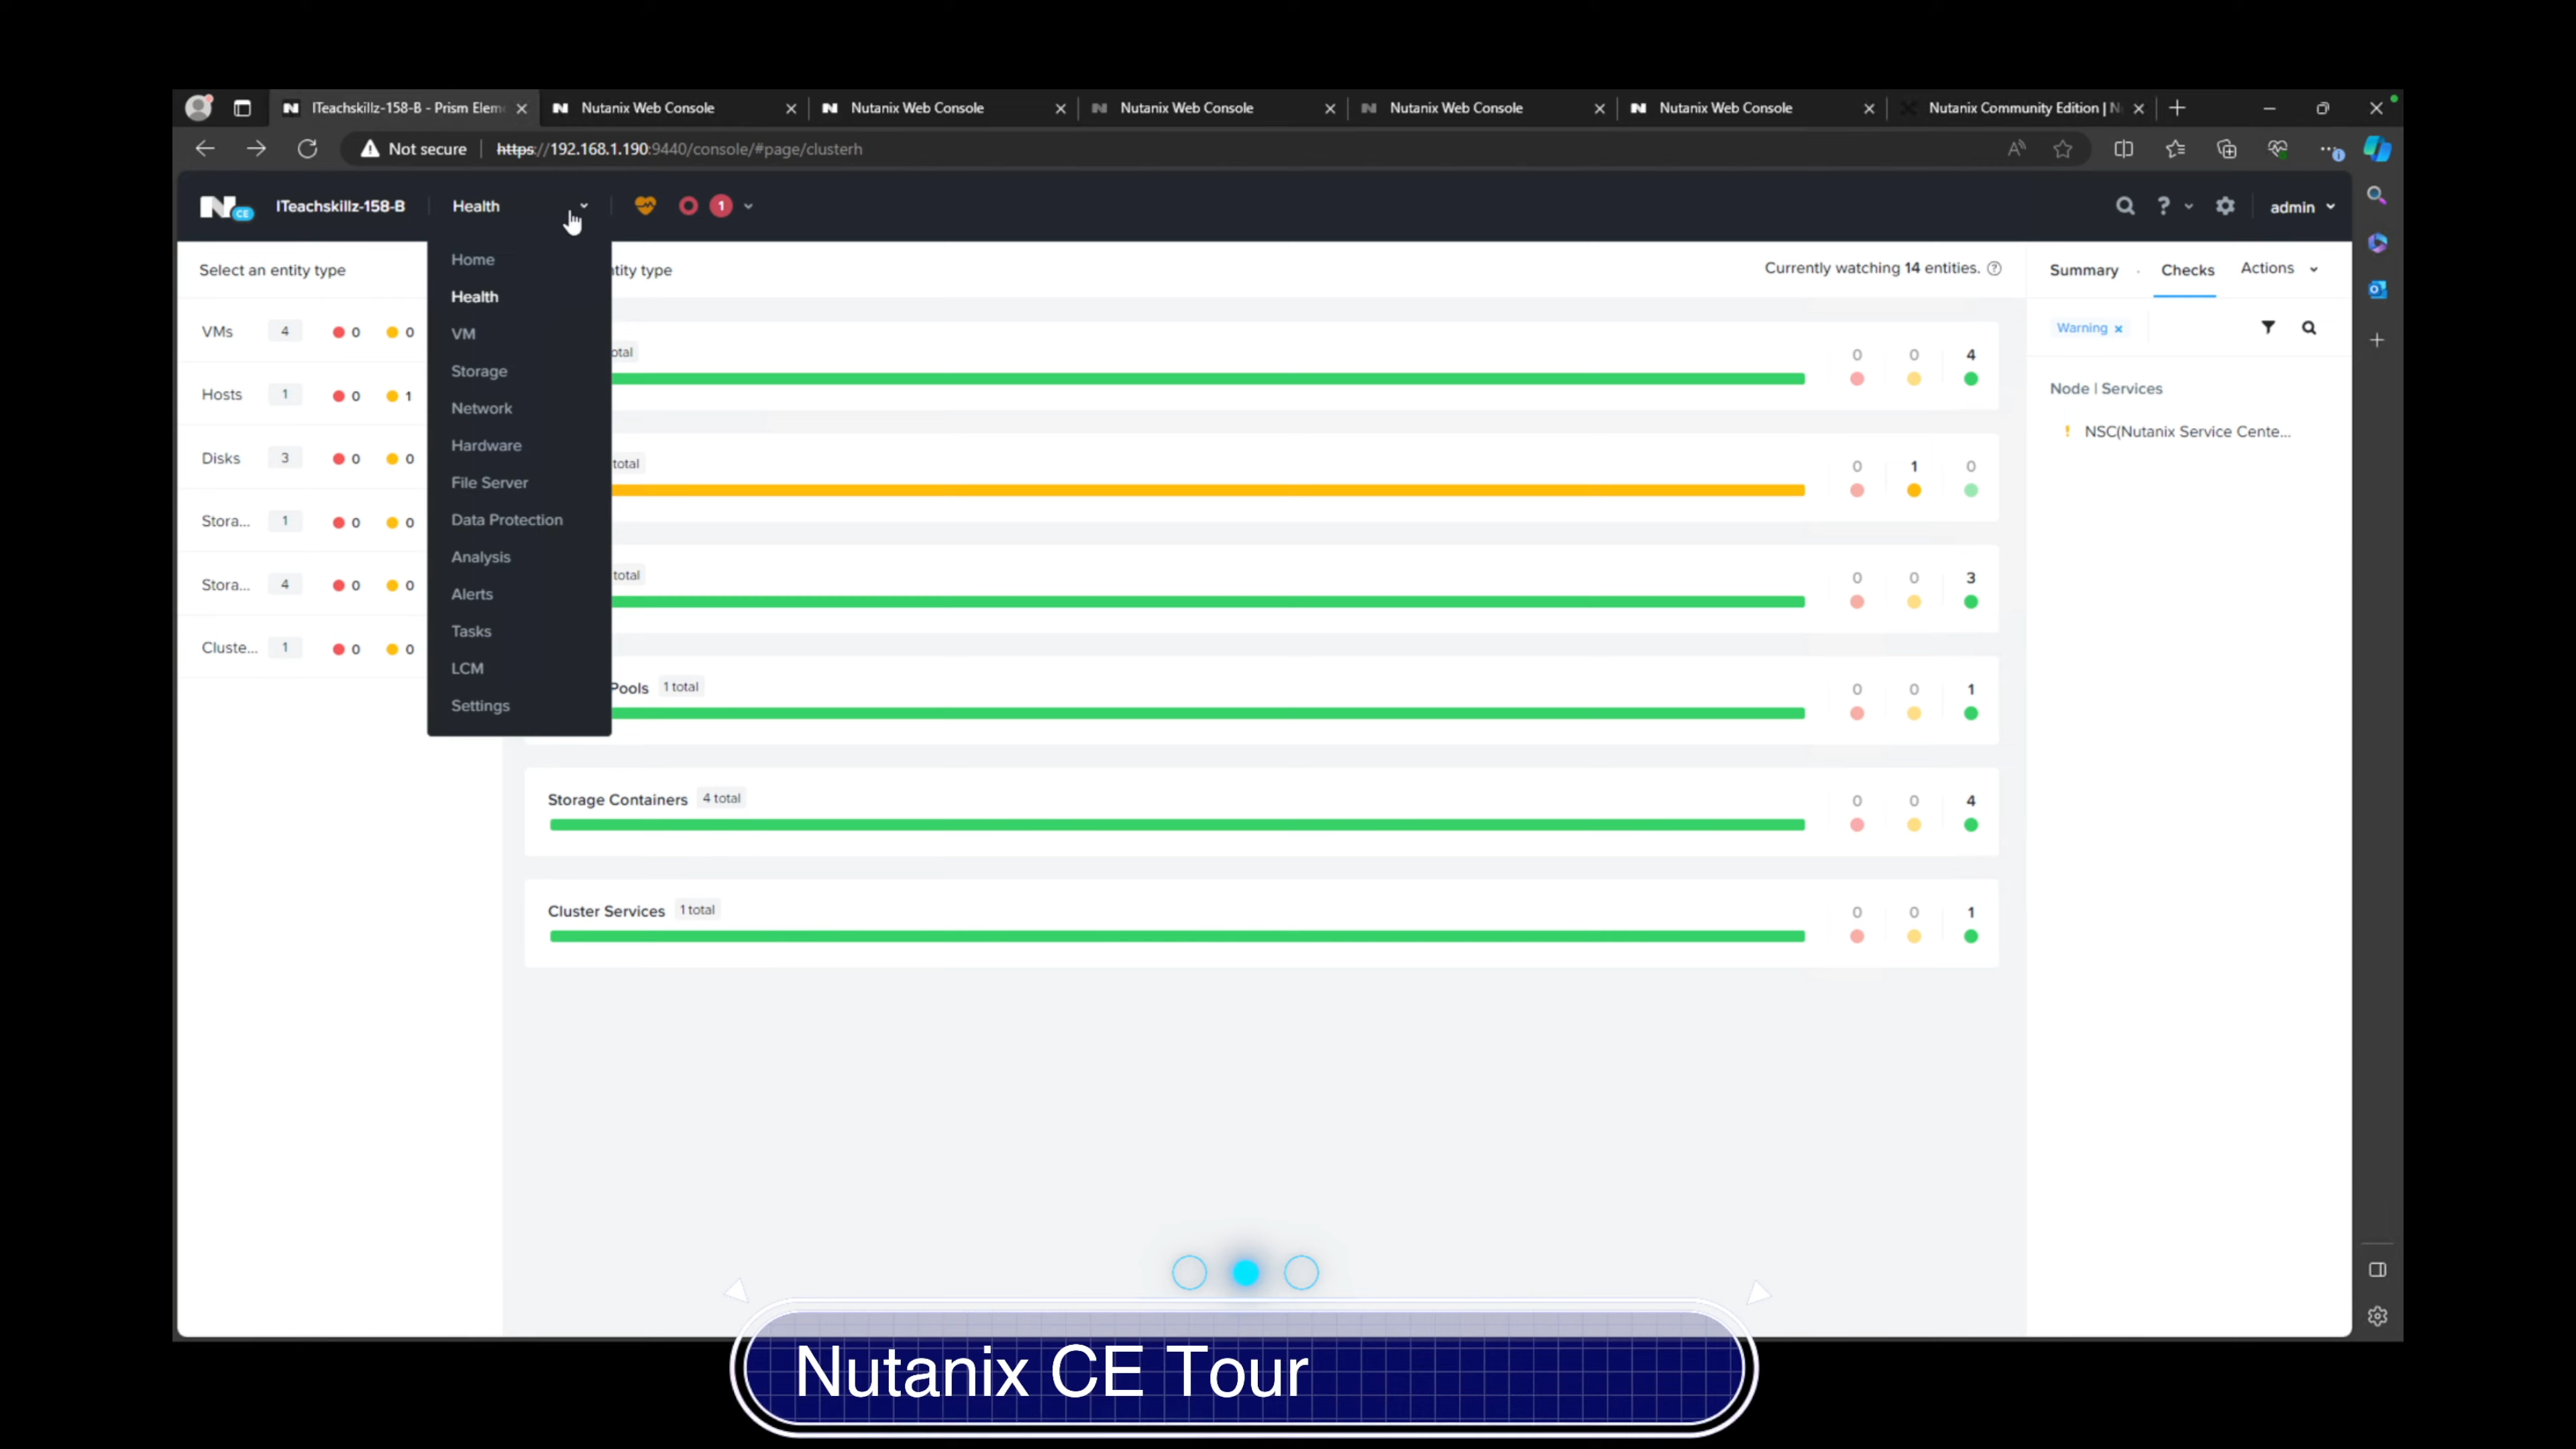 ITeachskillz-158-B - Prism Elem
Nutanix Web Console
Nutanix Web Console
Nutanix Web Console
Nutanix Web Console
Nutanix Web Console
Nutanix Community Edition | N
Not secure
https://192.168.1.190:9440/console/#page/clusterh
N CE
ITeachskillz-158-B
Health
1
?
admin
Select an entity type
tity type
Currently watching 14 entities. ?
Summary · Checks Actions
Home
Health
VM
Storage
Network
Hardware
File Server
Data Protection
Analysis
Alerts
Tasks
LCM
Settings
VMs 4 0 0
Hosts 1 0 1
Disks 3 0 0
Stora... 1 0 0
Stora... 4 0 0
Cluste... 1 0 0
otal
0 0 4
total
0 1 0
total
0 0 3
Pools 1 total
0 0 1
Storage Containers 4 total
0 0 4
Cluster Services 1 total
0 0 1
Warning ×
Node | Services
! NSC(Nutanix Service Cente...
Nutanix CE Tour